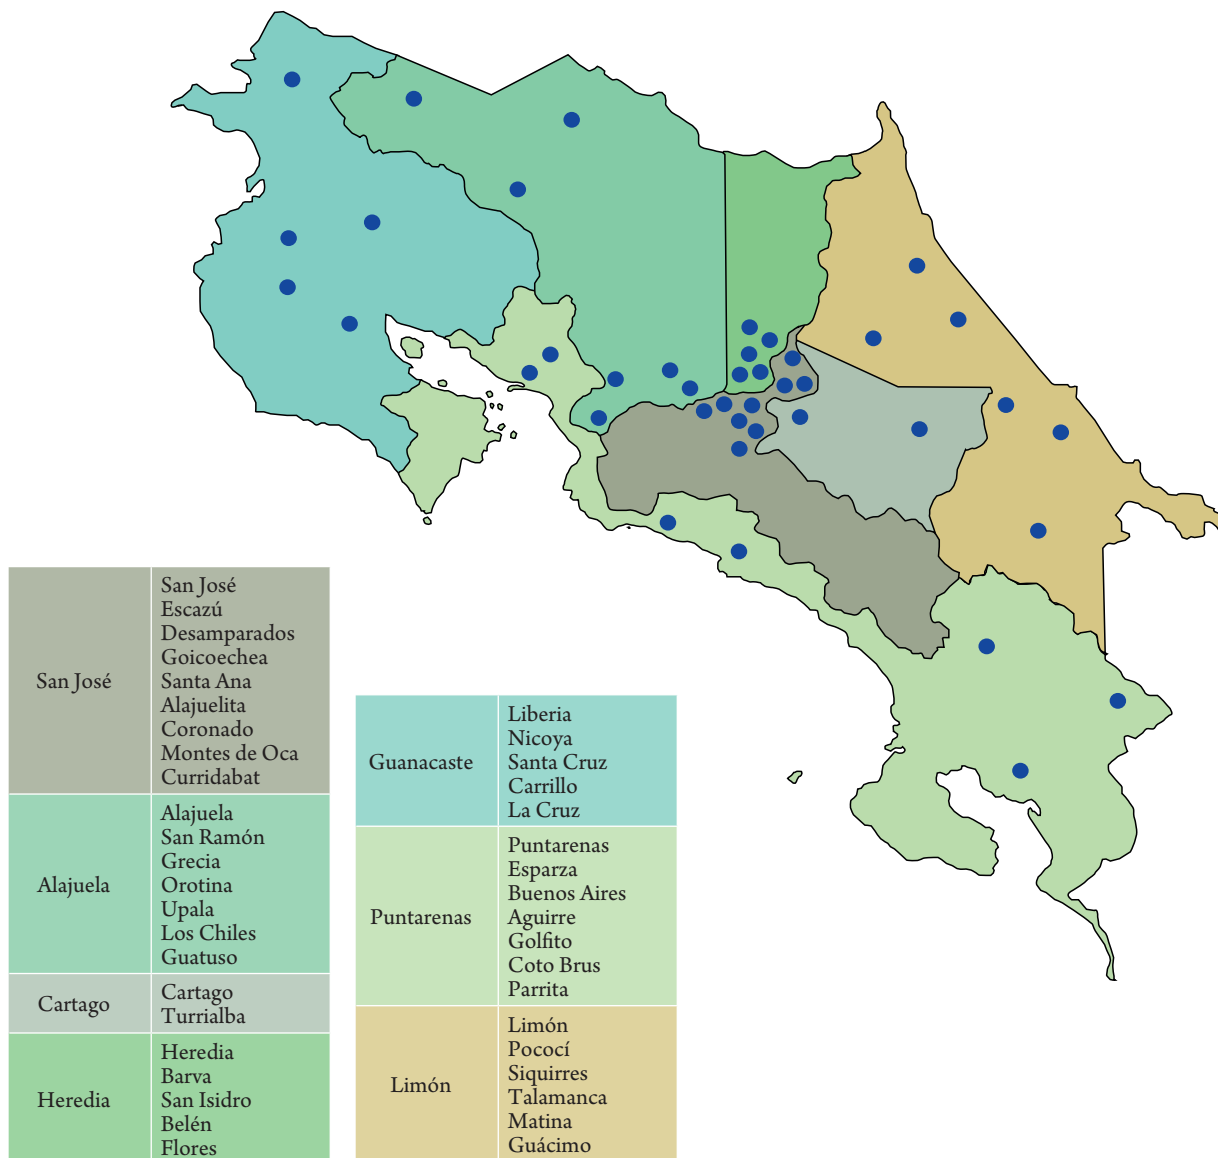 San José
San José
Escazú
Desamparados
Goicoechea
Santa Ana
Alajuelita
Coronado
Montes de Oca
Curridabat
Alajuela
Alajuela
San Ramón
Grecia
Orotina
Upala
Los Chiles
Guatuso
Cartago
Cartago
Turrialba
Heredia
Heredia
Barva
San Isidro
Belén
Flores
Guanacaste
Liberia
Nicoya
Santa Cruz
Carrillo
La Cruz
Puntarenas
Puntarenas
Esparza
Buenos Aires
Aguirre
Golfito
Coto Brus
Parrita
Limón
Limón
Pococí
Siquirres
Talamanca
Matina
Guácimo